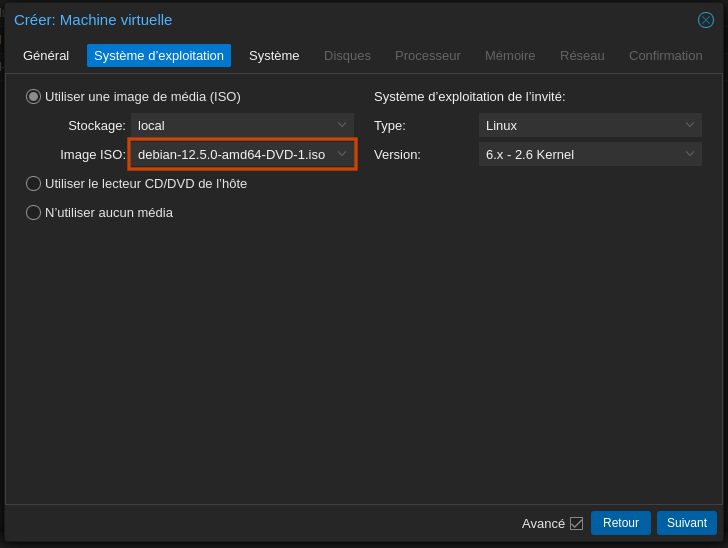 Créer: Machine virtuelle
Général Système d’exploitation Système Disques Processeur Mémoire Réseau Confirmation
Utiliser une image de média (ISO) Système d’exploitation de l’invité:
Stockage: local Type: Linux
Image ISO: debian-12.5.0-amd64-DVD-1.iso Version: 6.x - 2.6 Kernel
Utiliser le lecteur CD/DVD de l’hôte
N’utiliser aucun média
Avancé Retour Suivant